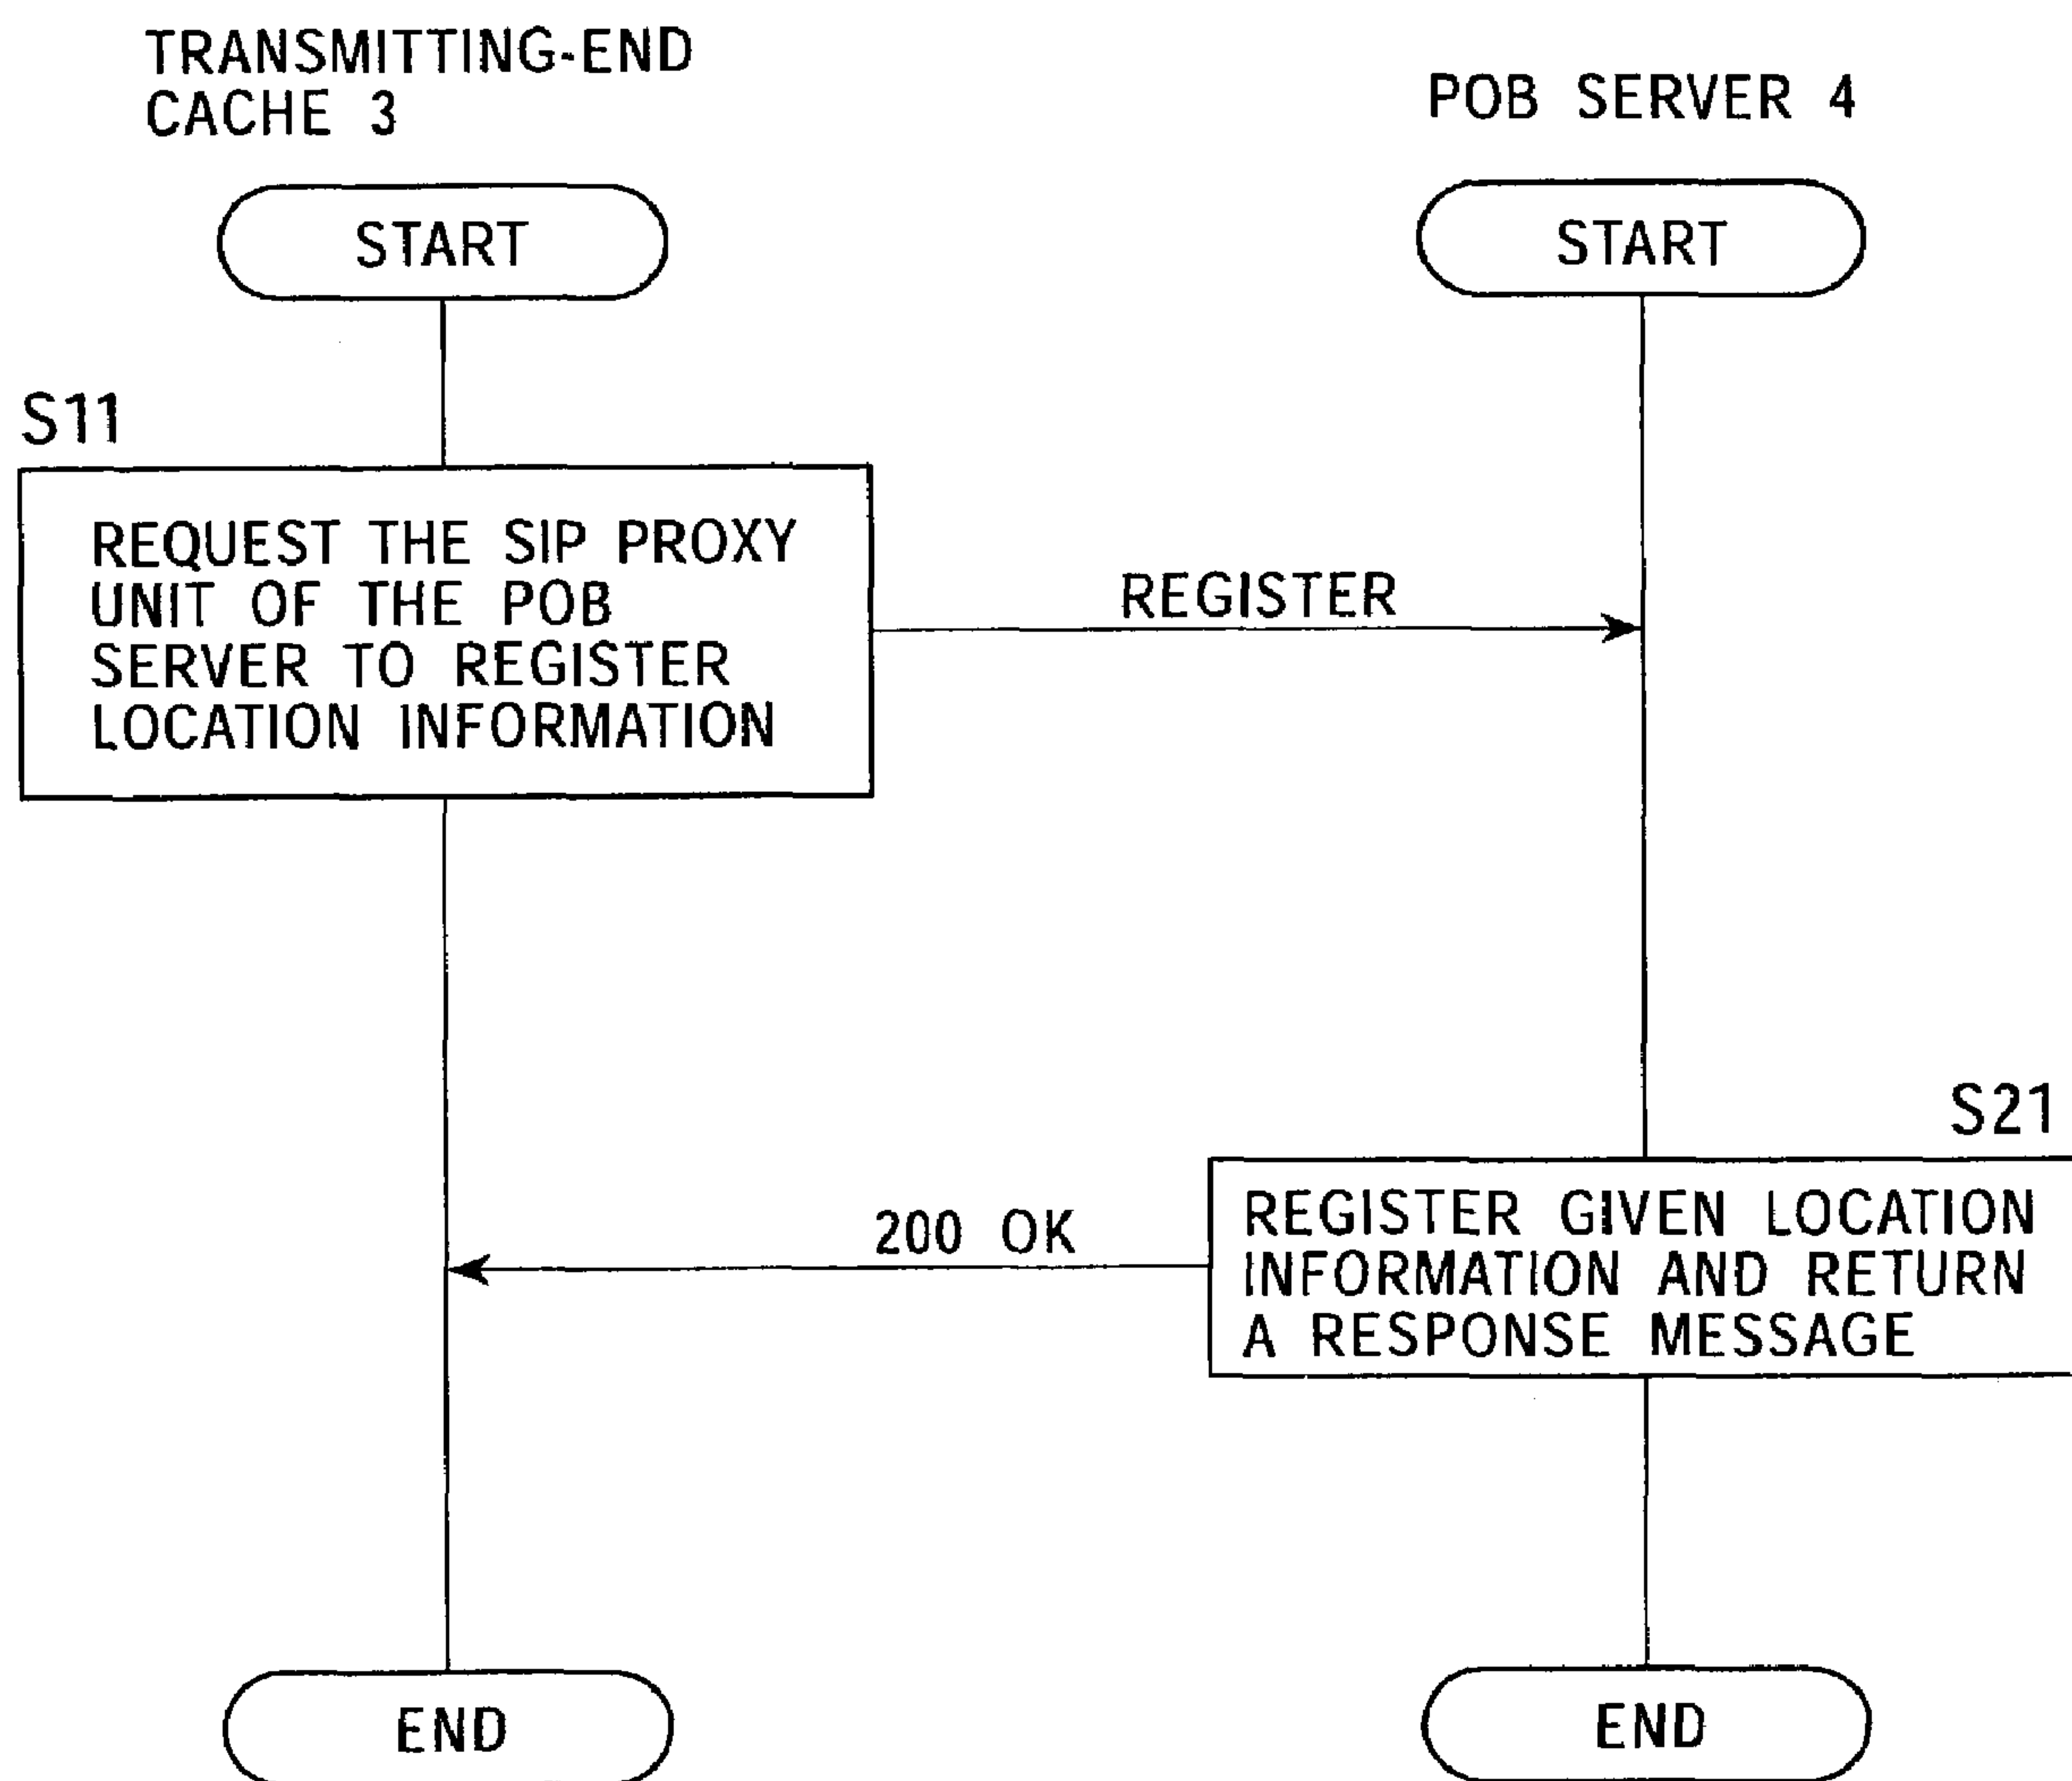 TRANSMITTING-END
CACHE 3
POB SERVER 4
START
START
S11
REQUEST THE SIP PROXY
UNIT OF THE POB
SERVER TO REGISTER
LOCATION INFORMATION
REGISTER
S21
REGISTER GIVEN LOCATION
INFORMATION AND RETURN
A RESPONSE MESSAGE
200 OK
END
END